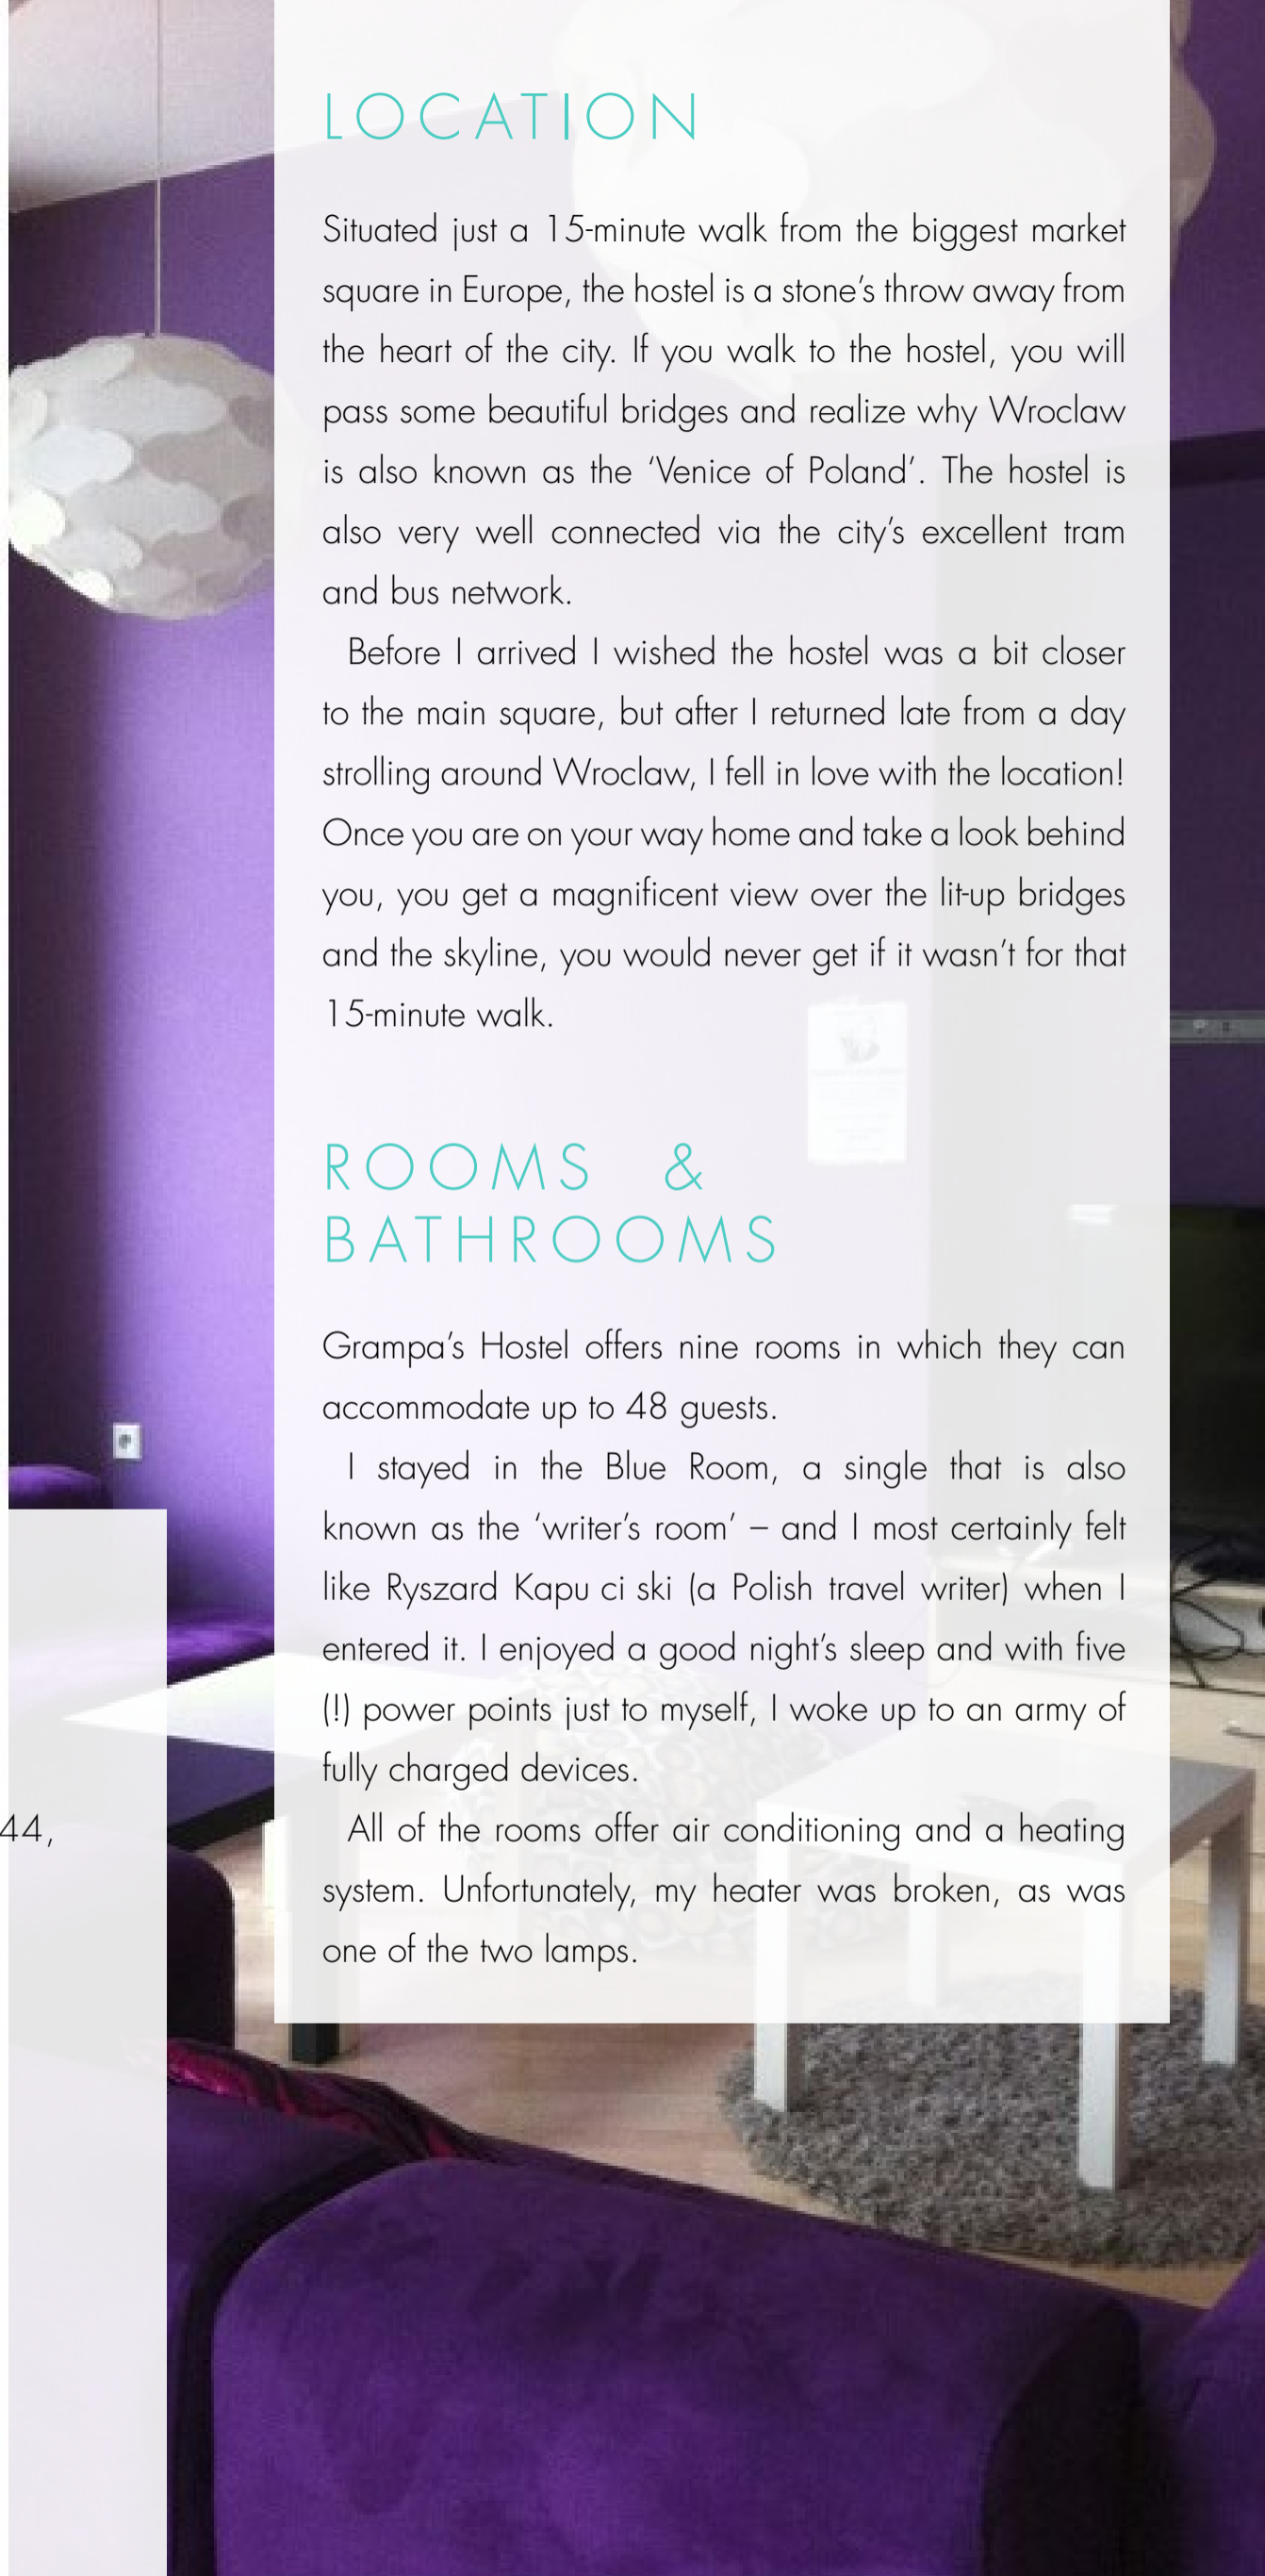 LOCATION
Situated just a 15-minute walk from the biggest market
square in Europe, the hostel is a stone’s throw away from
the heart of the city. If you walk to the hostel, you will
pass some beautiful bridges and realize why Wroclaw
is also known as the ‘Venice of Poland’. The hostel is
also very well connected via the city’s excellent tram
and bus network.
Before I arrived I wished the hostel was a bit closer
to the main square, but after I returned late from a day
strolling around Wroclaw, I fell in love with the location!
Once you are on your way home and take a look behind
you, you get a magnificent view over the lit-up bridges
and the skyline, you would never get if it wasn’t for that
15-minute walk.
ROOMS &
BATHROOMS
Grampa’s Hostel offers nine rooms in which they can
accommodate up to 48 guests.
I stayed in the Blue Room, a single that is also
known as the ‘writer’s room’ – and I most certainly felt
like Ryszard Kapu ci ski (a Polish travel writer) when I
entered it. I enjoyed a good night’s sleep and with five
(!) power points just to myself, I woke up to an army of
fully charged devices.
All of the rooms offer air conditioning and a heating
system. Unfortunately, my heater was broken, as was
one of the two lamps.
44,